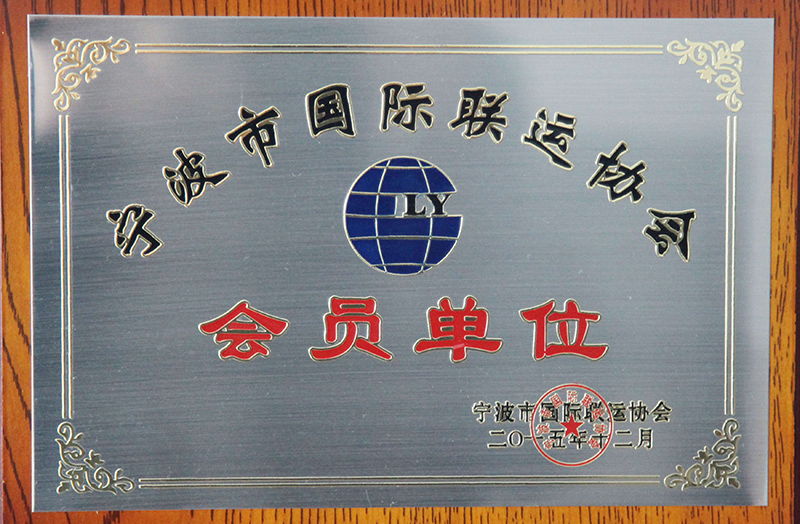 宁波市国际联运协会
LY
会员单位
宁波市国际联运协会
二〇一五年十二月